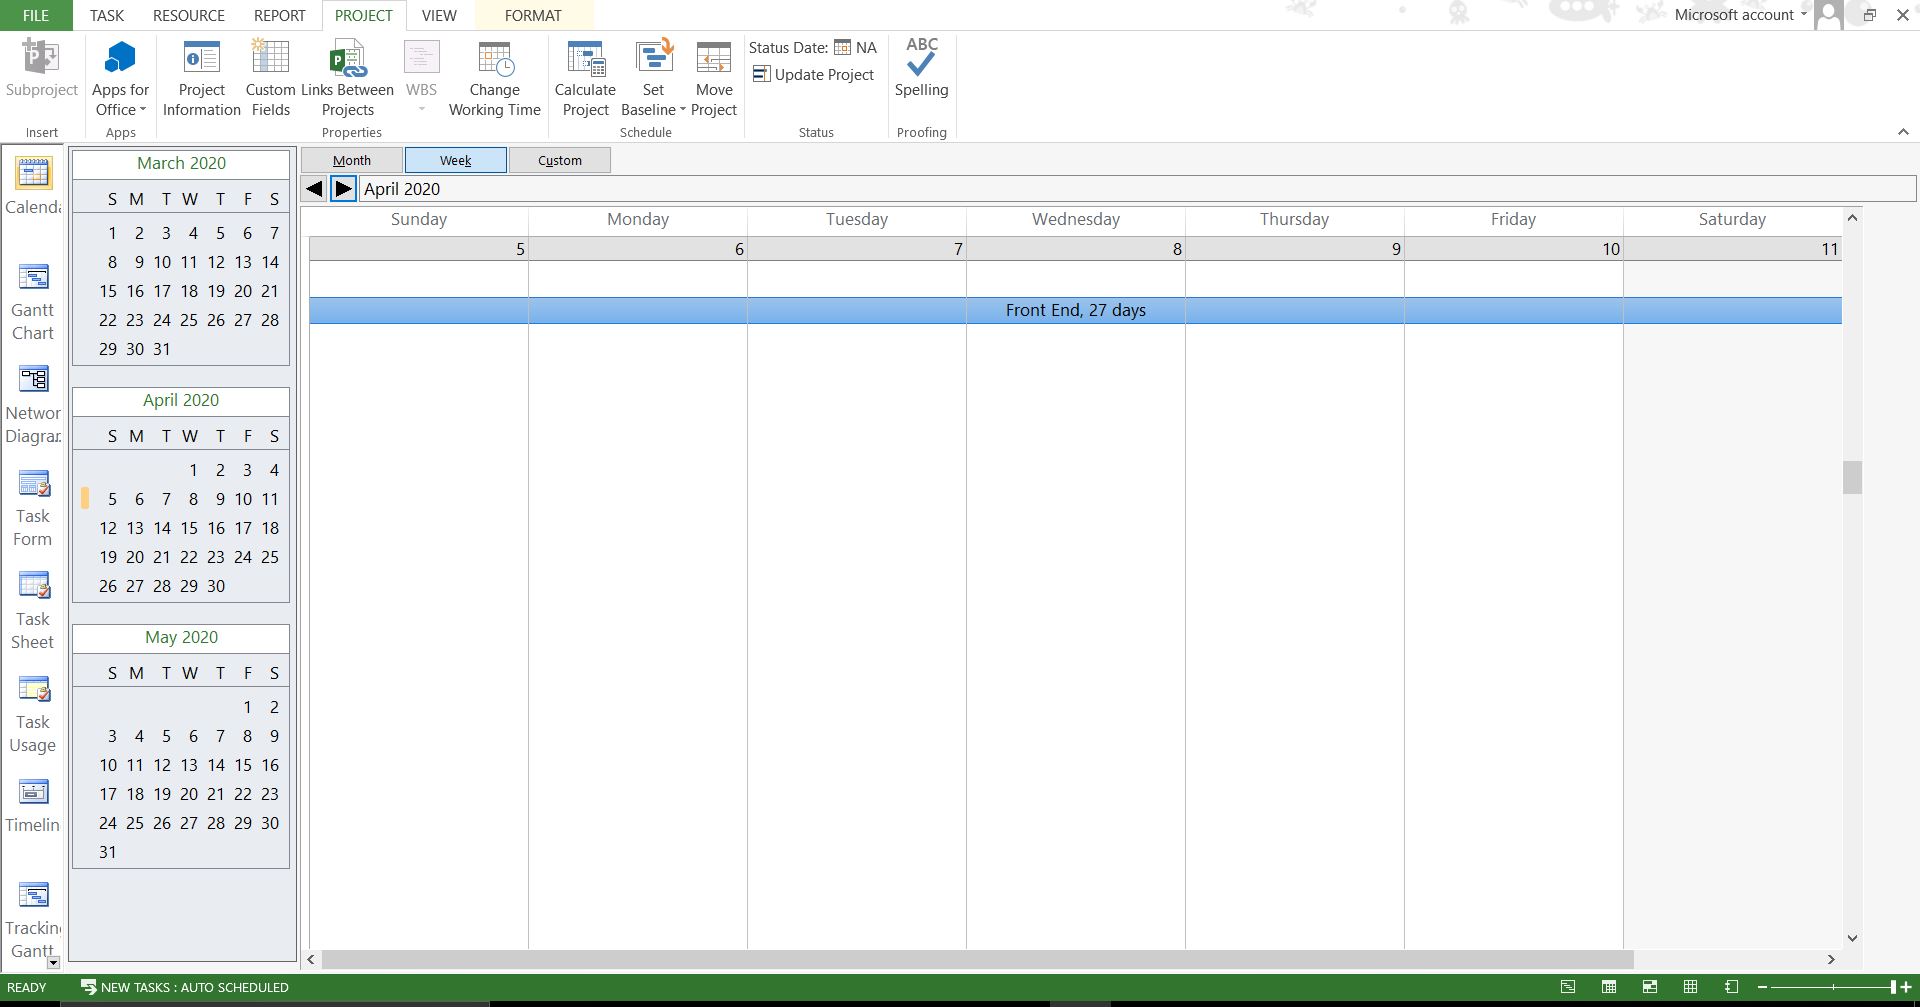 FILE TASK RESOURCE REPORT PROJECT VIEW FORMAT Microsoft account
Subproject
Apps for Office
Project Information
Custom Fields
Links Between Projects
WBS
Change Working Time
Calculate Project
Set Baseline
Move Project
Status Date: NA
Update Project
ABC
Spelling
Insert Apps Properties Schedule Status Proofing
Calenda
Gantt
Chart
Networ
Diagra..
Task
Form
Task
Sheet
Task
Usage
Timelin
Trackin
Gantt
March 2020
S M T W T F S
1 2 3 4 5 6 7
8 9 10 11 12 13 14
15 16 17 18 19 20 21
22 23 24 25 26 27 28
29 30 31
April 2020
S M T W T F S
1 2 3 4
5 6 7 8 9 10 11
12 13 14 15 16 17 18
19 20 21 22 23 24 25
26 27 28 29 30
May 2020
S M T W T F S
1 2
3 4 5 6 7 8 9
10 11 12 13 14 15 16
17 18 19 20 21 22 23
24 25 26 27 28 29 30
31
Month Week Custom
April 2020
Sunday Monday Tuesday Wednesday Thursday Friday Saturday
5 6 7 8 9 10 11
Front End, 27 days
READY NEW TASKS : AUTO SCHEDULED